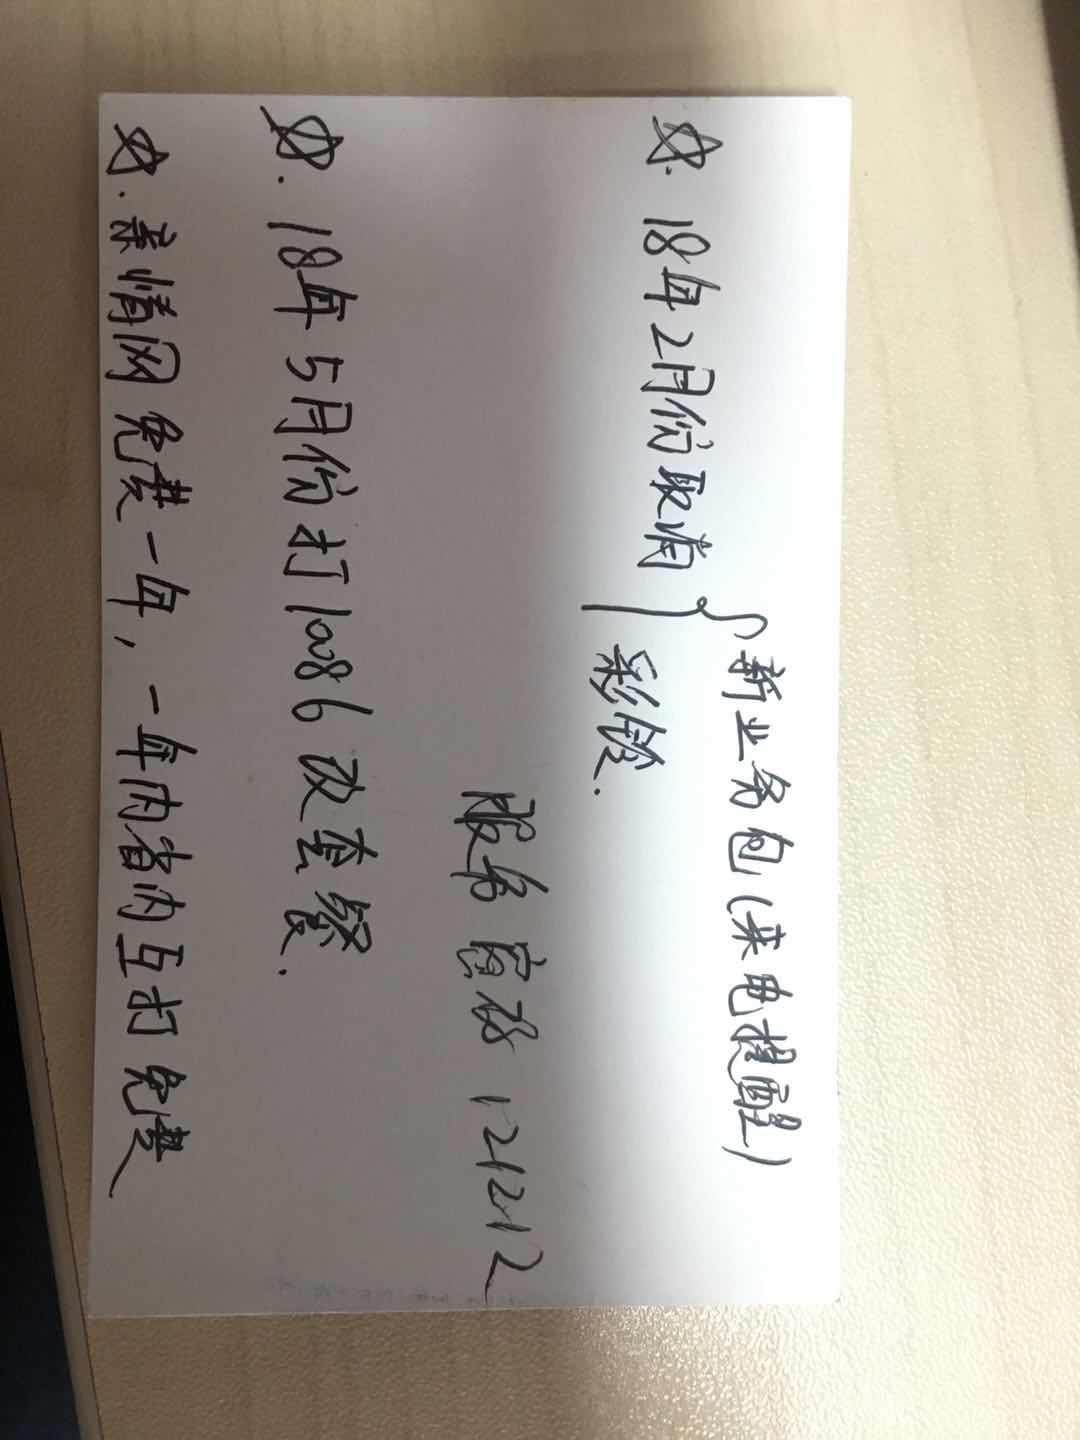 ☆. 18年2月份取消
新业务包(来电提醒)
彩铃.
服务密码 121212
☆. 18年5月份打10086改套餐.
☆. 亲情网免费一年, 一年内省内互打免费